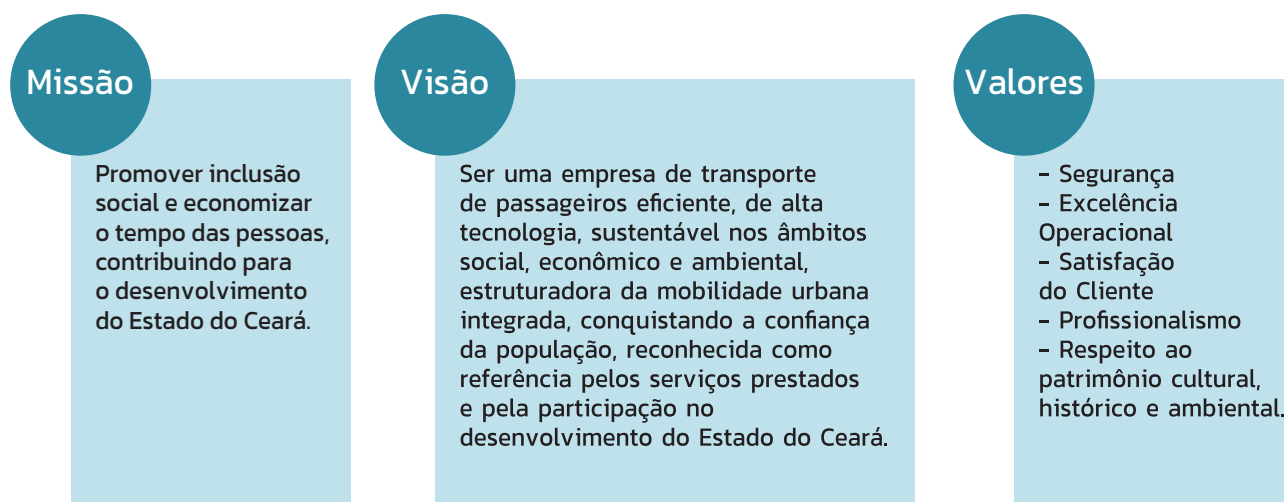 Missão
Promover inclusão
social e economizar
o tempo das pessoas,
contribuindo para
o desenvolvimento
do Estado do Ceará.
Visão
Ser uma empresa de transporte
de passageiros eficiente, de alta
tecnologia, sustentável nos âmbitos
social, econômico e ambiental,
estruturadora da mobilidade urbana
integrada, conquistando a confiança
da população, reconhecida como
referência pelos serviços prestados
e pela participação no
desenvolvimento do Estado do Ceará.
Valores
– Segurança
– Excelência
Operacional
– Satisfação
do Cliente
– Profissionalismo
– Respeito ao
patrimônio cultural,
histórico e ambiental.